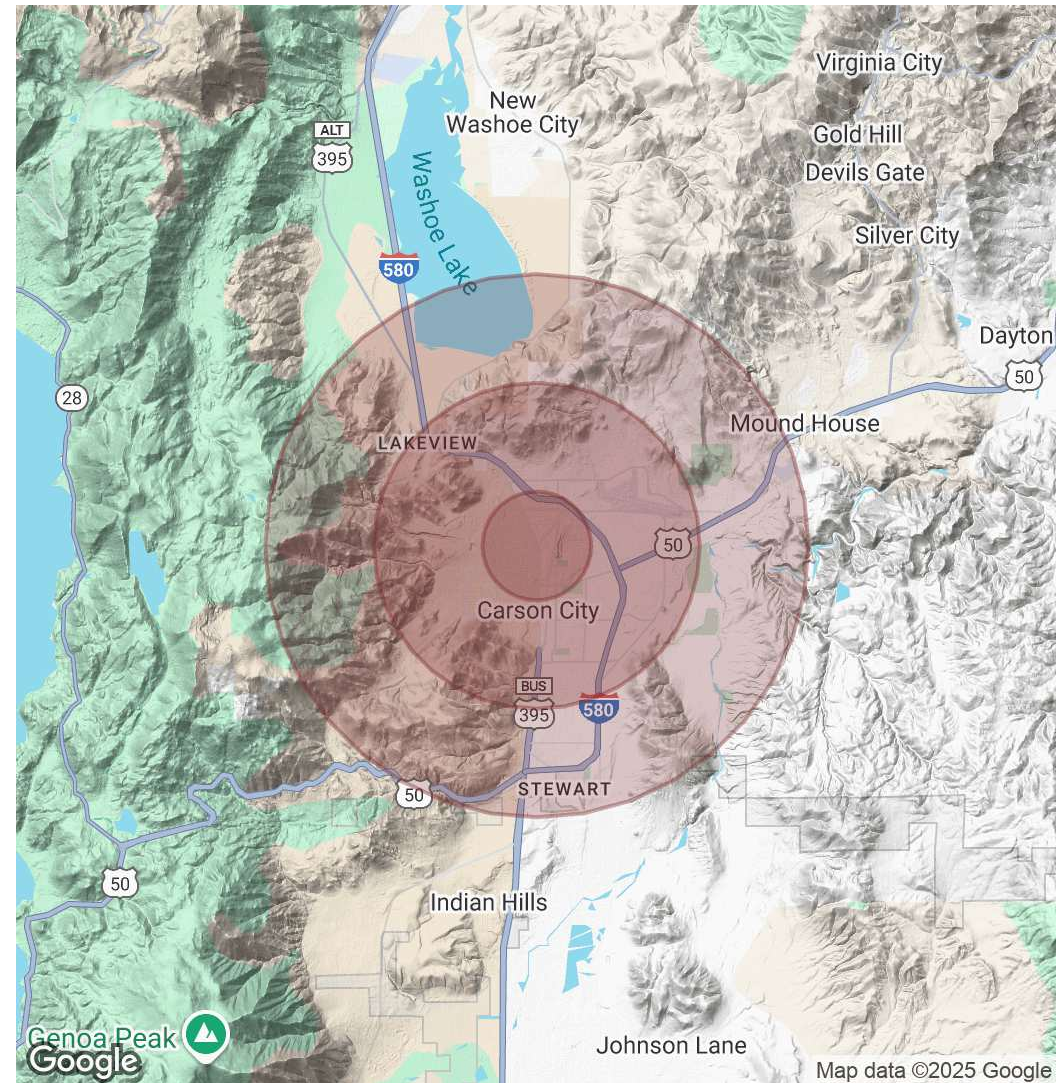 Virginia City
New
Washoe City
ALT
395
Gold Hill
Devils Gate
Washoe Lake
Silver City
580
Dayton
50
28
Mound House
LAKEVIEW
50
Carson City
BUS
395
580
STEWART
50
50
Indian Hills
Genoa Peak
Johnson Lane
Google
Map data ©2025 Google